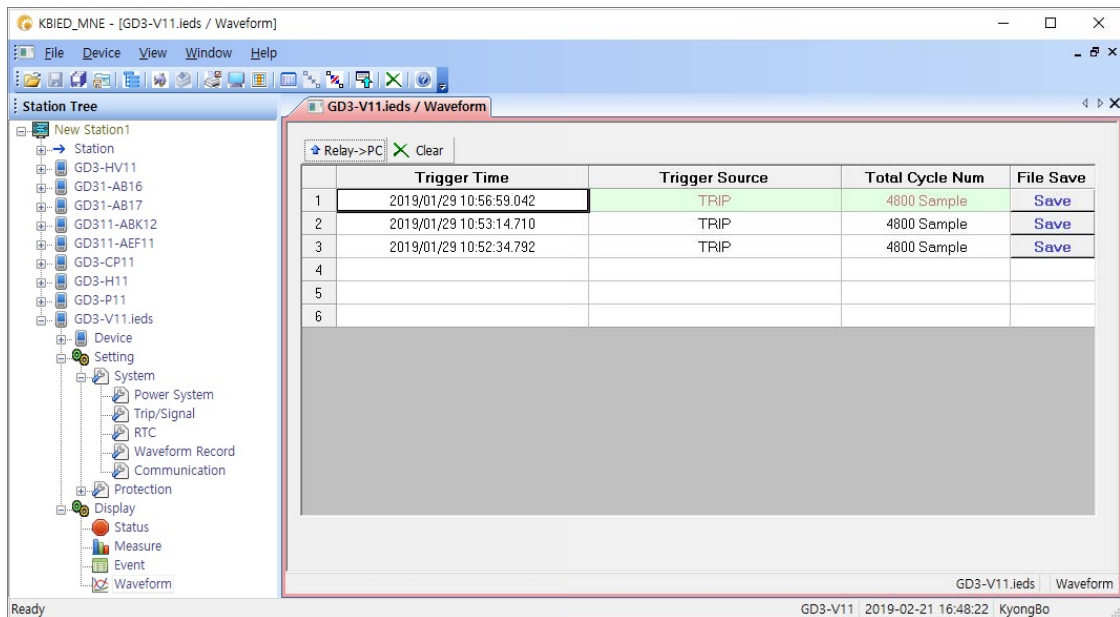 KBIED_MNE - [GD3-V11.ieds / Waveform]
File Device View Window Help
Station Tree
New Station1
Station
GD3-HV11
GD31-AB16
GD31-AB17
GD311-ABK12
GD311-AEF11
GD3-CP11
GD3-H11
GD3-P11
GD3-V11.ieds
Device
Setting
System
Power System
Trip/Signal
RTC
Waveform Record
Communication
Protection
Display
Status
Measure
Event
Waveform
GD3-V11.ieds / Waveform
Relay->PC Clear
Trigger Time Trigger Source Total Cycle Num File Save
1 2019/01/29 10:56:59.042 TRIP 4800 Sample Save
2 2019/01/29 10:53:14.710 TRIP 4800 Sample Save
3 2019/01/29 10:52:34.792 TRIP 4800 Sample Save
4
5
6
GD3-V11.ieds Waveform
Ready GD3-V11 2019-02-21 16:48:22 KyongBo